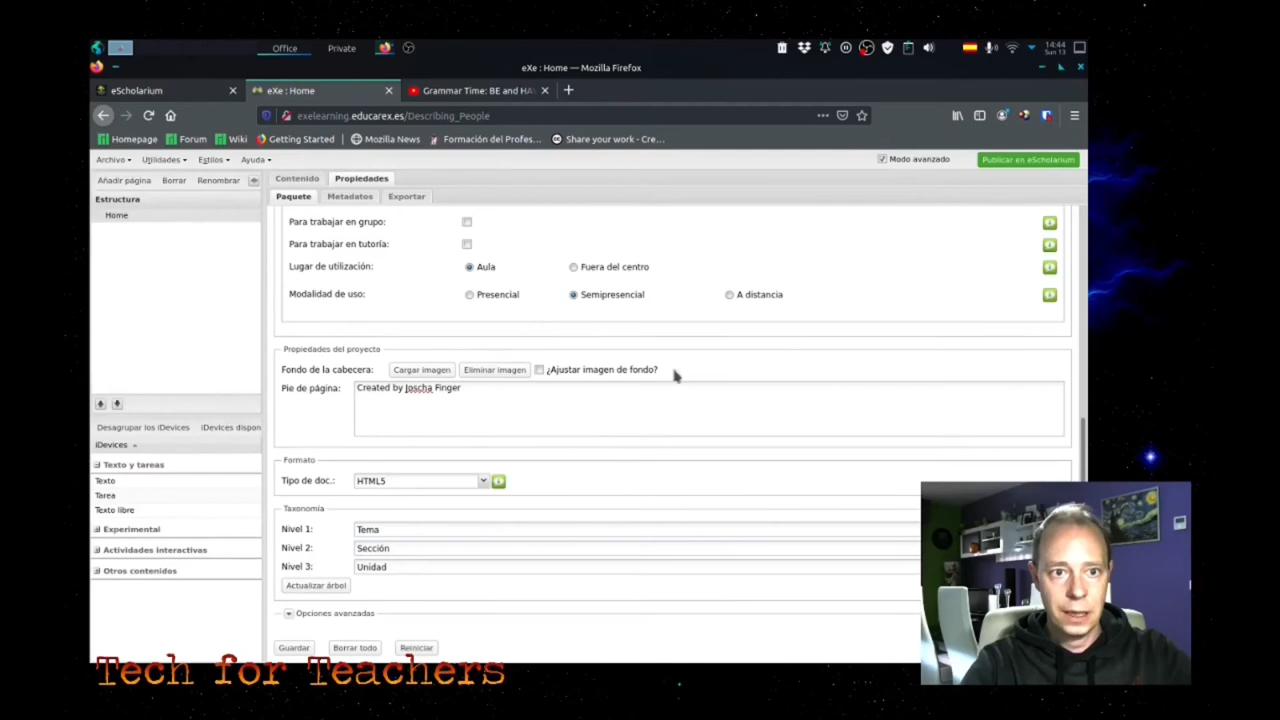 Office Private
14:44
Sun 13
eXe : Home — Mozilla Firefox
eScholarium eXe : Home Grammar Time: BE and HAV
exelearning.educarex.es/Describing_People
Homepage Forum Wiki Getting Started Mozilla News Formación del Profes… Share your work - Cre…
Archivo Utilidades Estilos Ayuda Modo avanzado Publicar en eScholarium
Añadir página Borrar Renombrar Contenido Propiedades
Estructura Paquete Metadatos Exportar
Home
Para trabajar en grupo:
Para trabajar en tutoría:
Lugar de utilización: Aula Fuera del centro
Modalidad de uso: Presencial Semipresencial A distancia
Propiedades del proyecto
Fondo de la cabecera: Cargar imagen Eliminar imagen ¿Ajustar imagen de fondo?
Pie de página: Created by Joscha Finger
Desagrupar los iDevices iDevices dispon
iDevices
Texto y tareas
Texto
Tarea
Texto libre
Experimental
Actividades interactivas
Otros contenidos
Formato
Tipo de doc.: HTML5
Taxonomía
Nivel 1: Tema
Nivel 2: Sección
Nivel 3: Unidad
Actualizar árbol
Opciones avanzadas
Guardar Borrar todo Reiniciar
Tech for Teachers